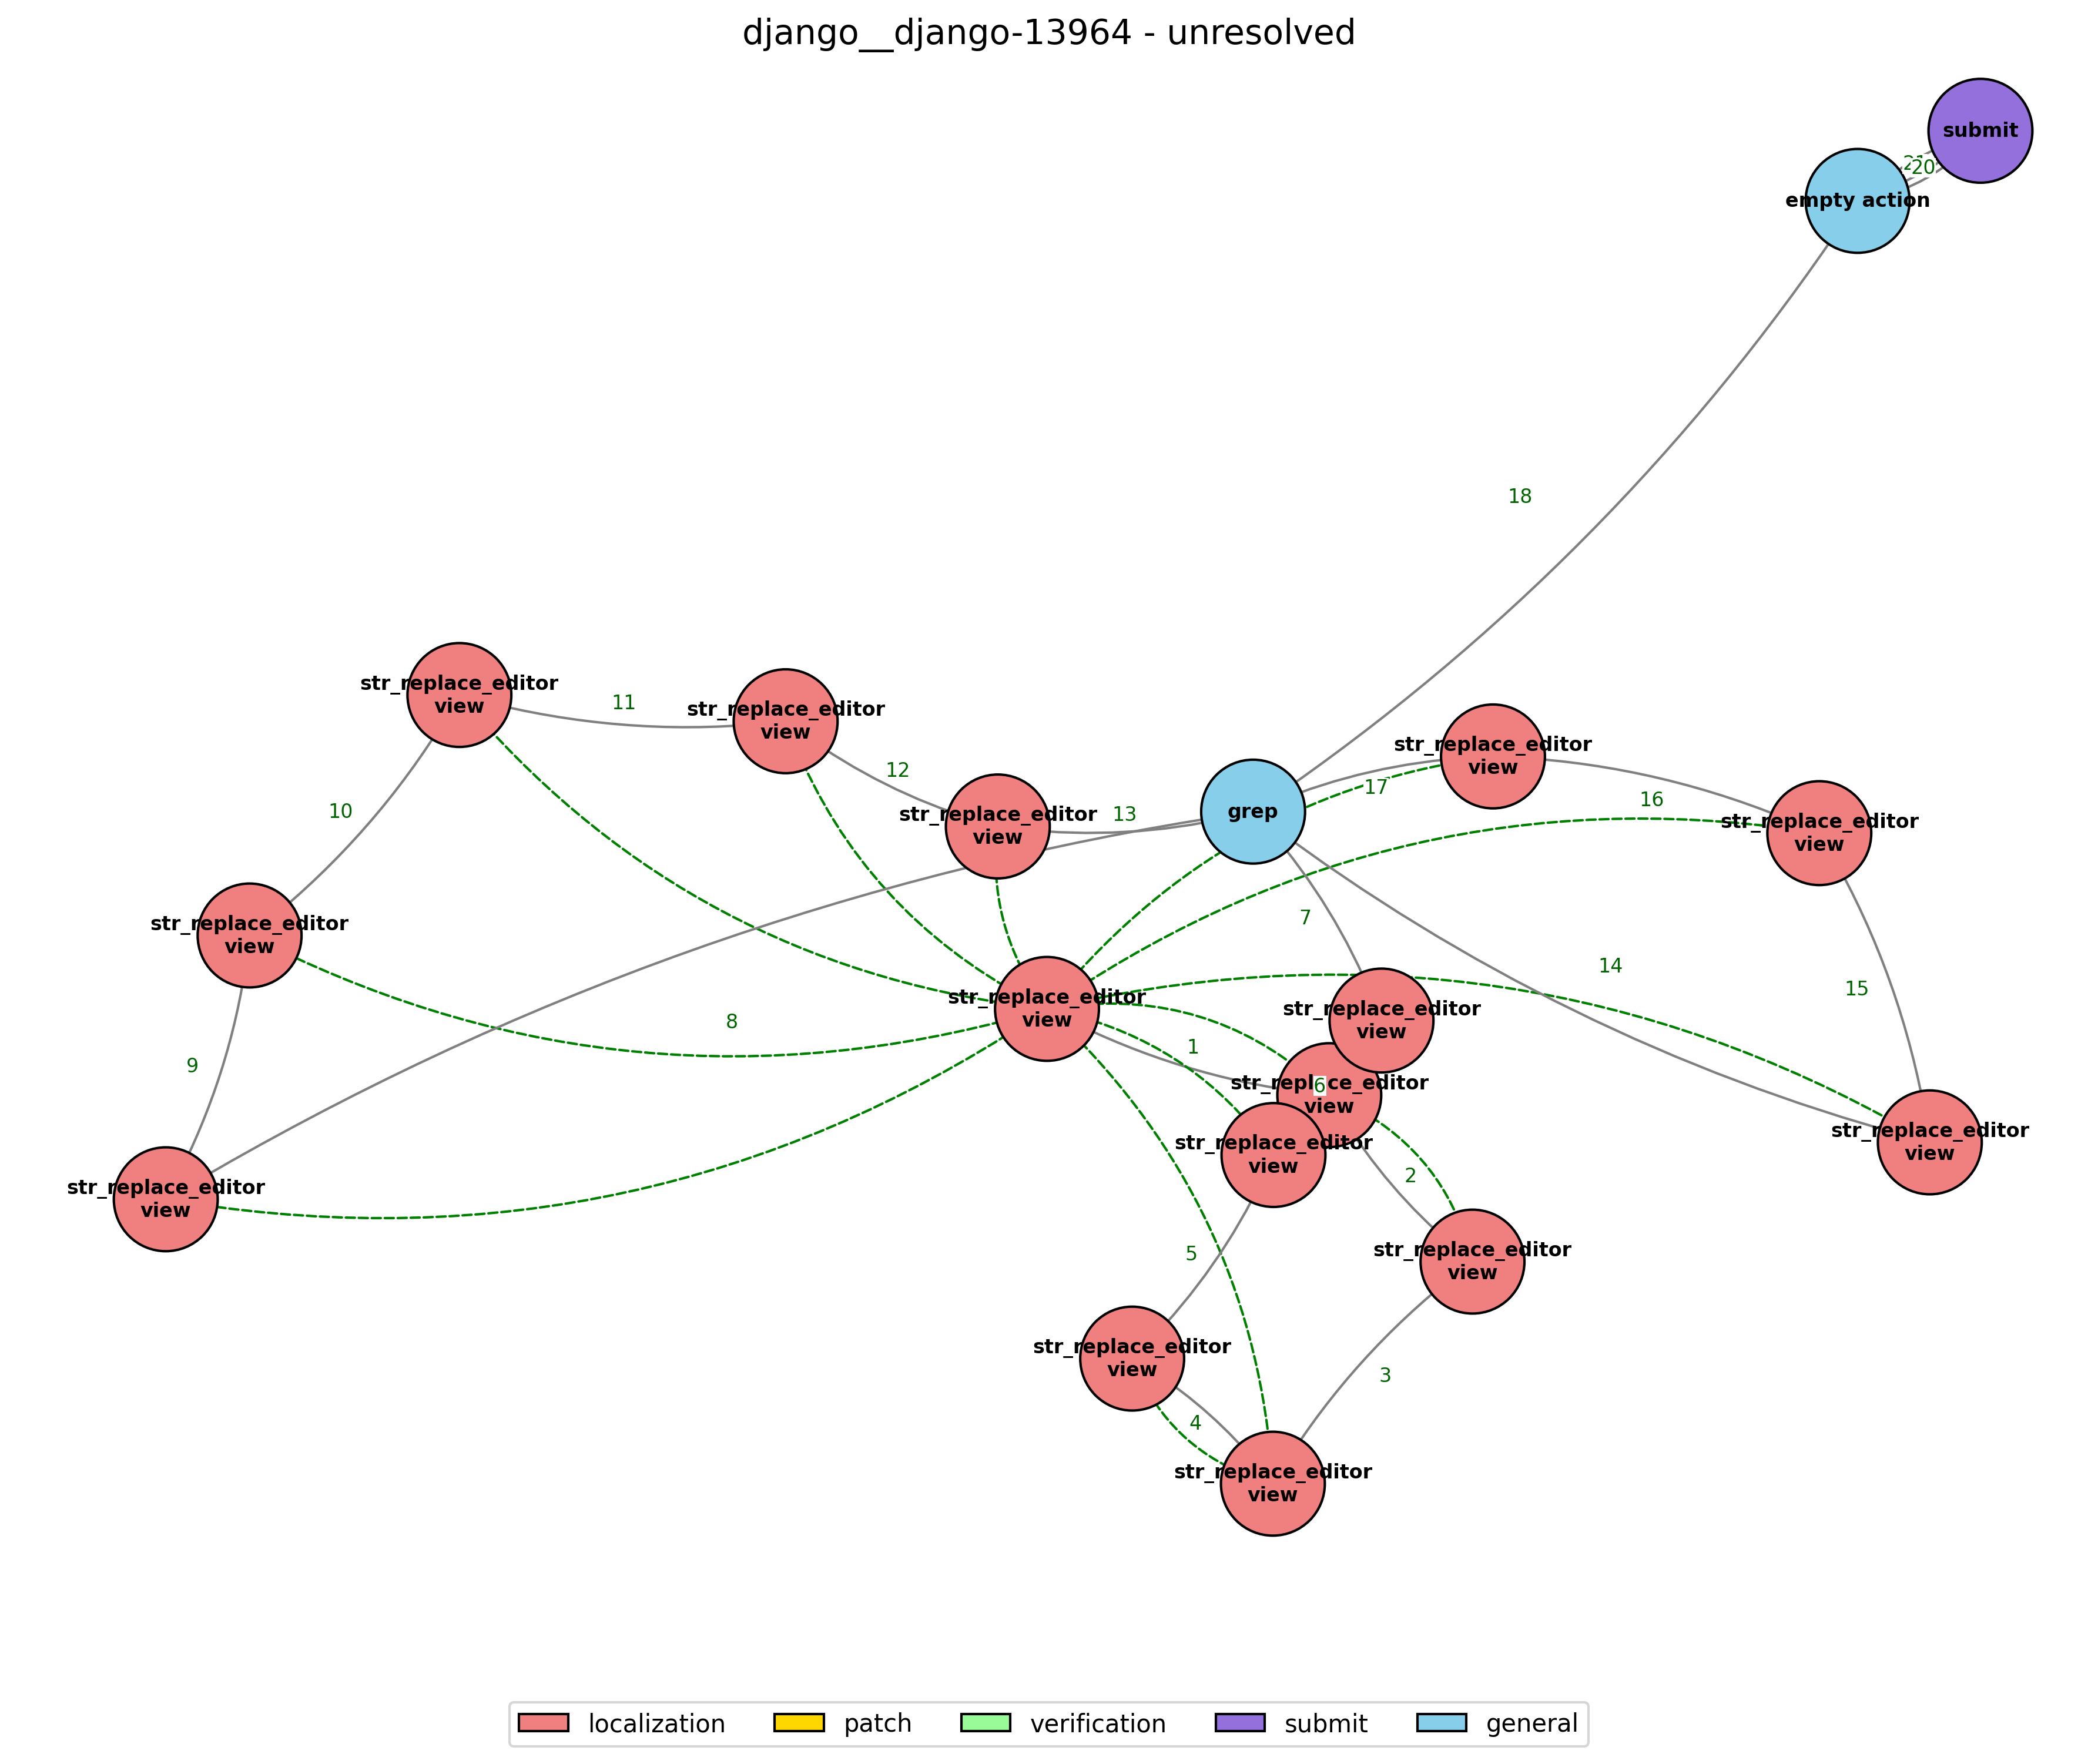 django__django-13964 - unresolved
submit
20
empty action
18
str_replace_editor
view
11
str_replace_editor
view
str_replace_editor
view
12
17
16
10
str_replace_editor
view
13
grep
str_replace_editor
view
7
str_replace_editor
view
14
15
str_replace_editor
view
str_replace_editor
view
8
1
9
str_replace_editor
view
6
str_replace_editor
view
str_replace_editor
view
2
str_replace_editor
view
5
str_replace_editor
view
str_replace_editor
view
3
4
str_replace_editor
view
localization
patch
verification
submit
general